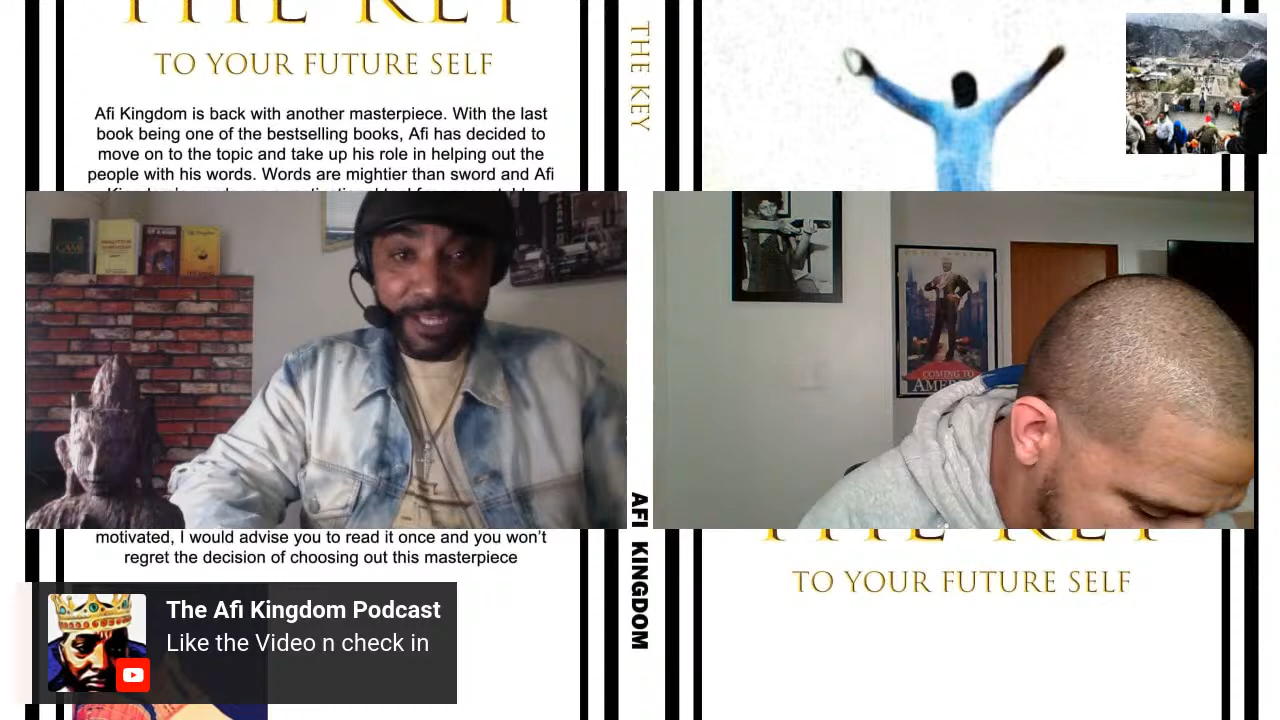 THE KEY
TO YOUR FUTURE SELF
Afi Kingdom is back with another masterpiece. With the last
book being one of the bestselling books, Afi has decided to
move on to the topic and take up his role in helping out the
people with his words. Words are mightier than sword and Afi
motivated, I would advise you to read it once and you won't
regret the decision of choosing out this masterpiece
THE KEY
AFI KINGDOM
COMING TO
AMERICA
THE KEY
TO YOUR FUTURE SELF
The Afi Kingdom Podcast
Like the Video n check in